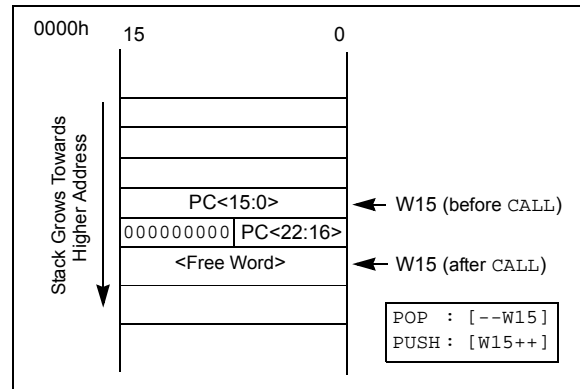 0000h
15 0
Stack Grows Towards
Higher Address
PC<15:0>
W15 (before CALL)
000000000 PC<22:16>
<Free Word>
W15 (after CALL)
POP : [--W15]
PUSH : [W15++]